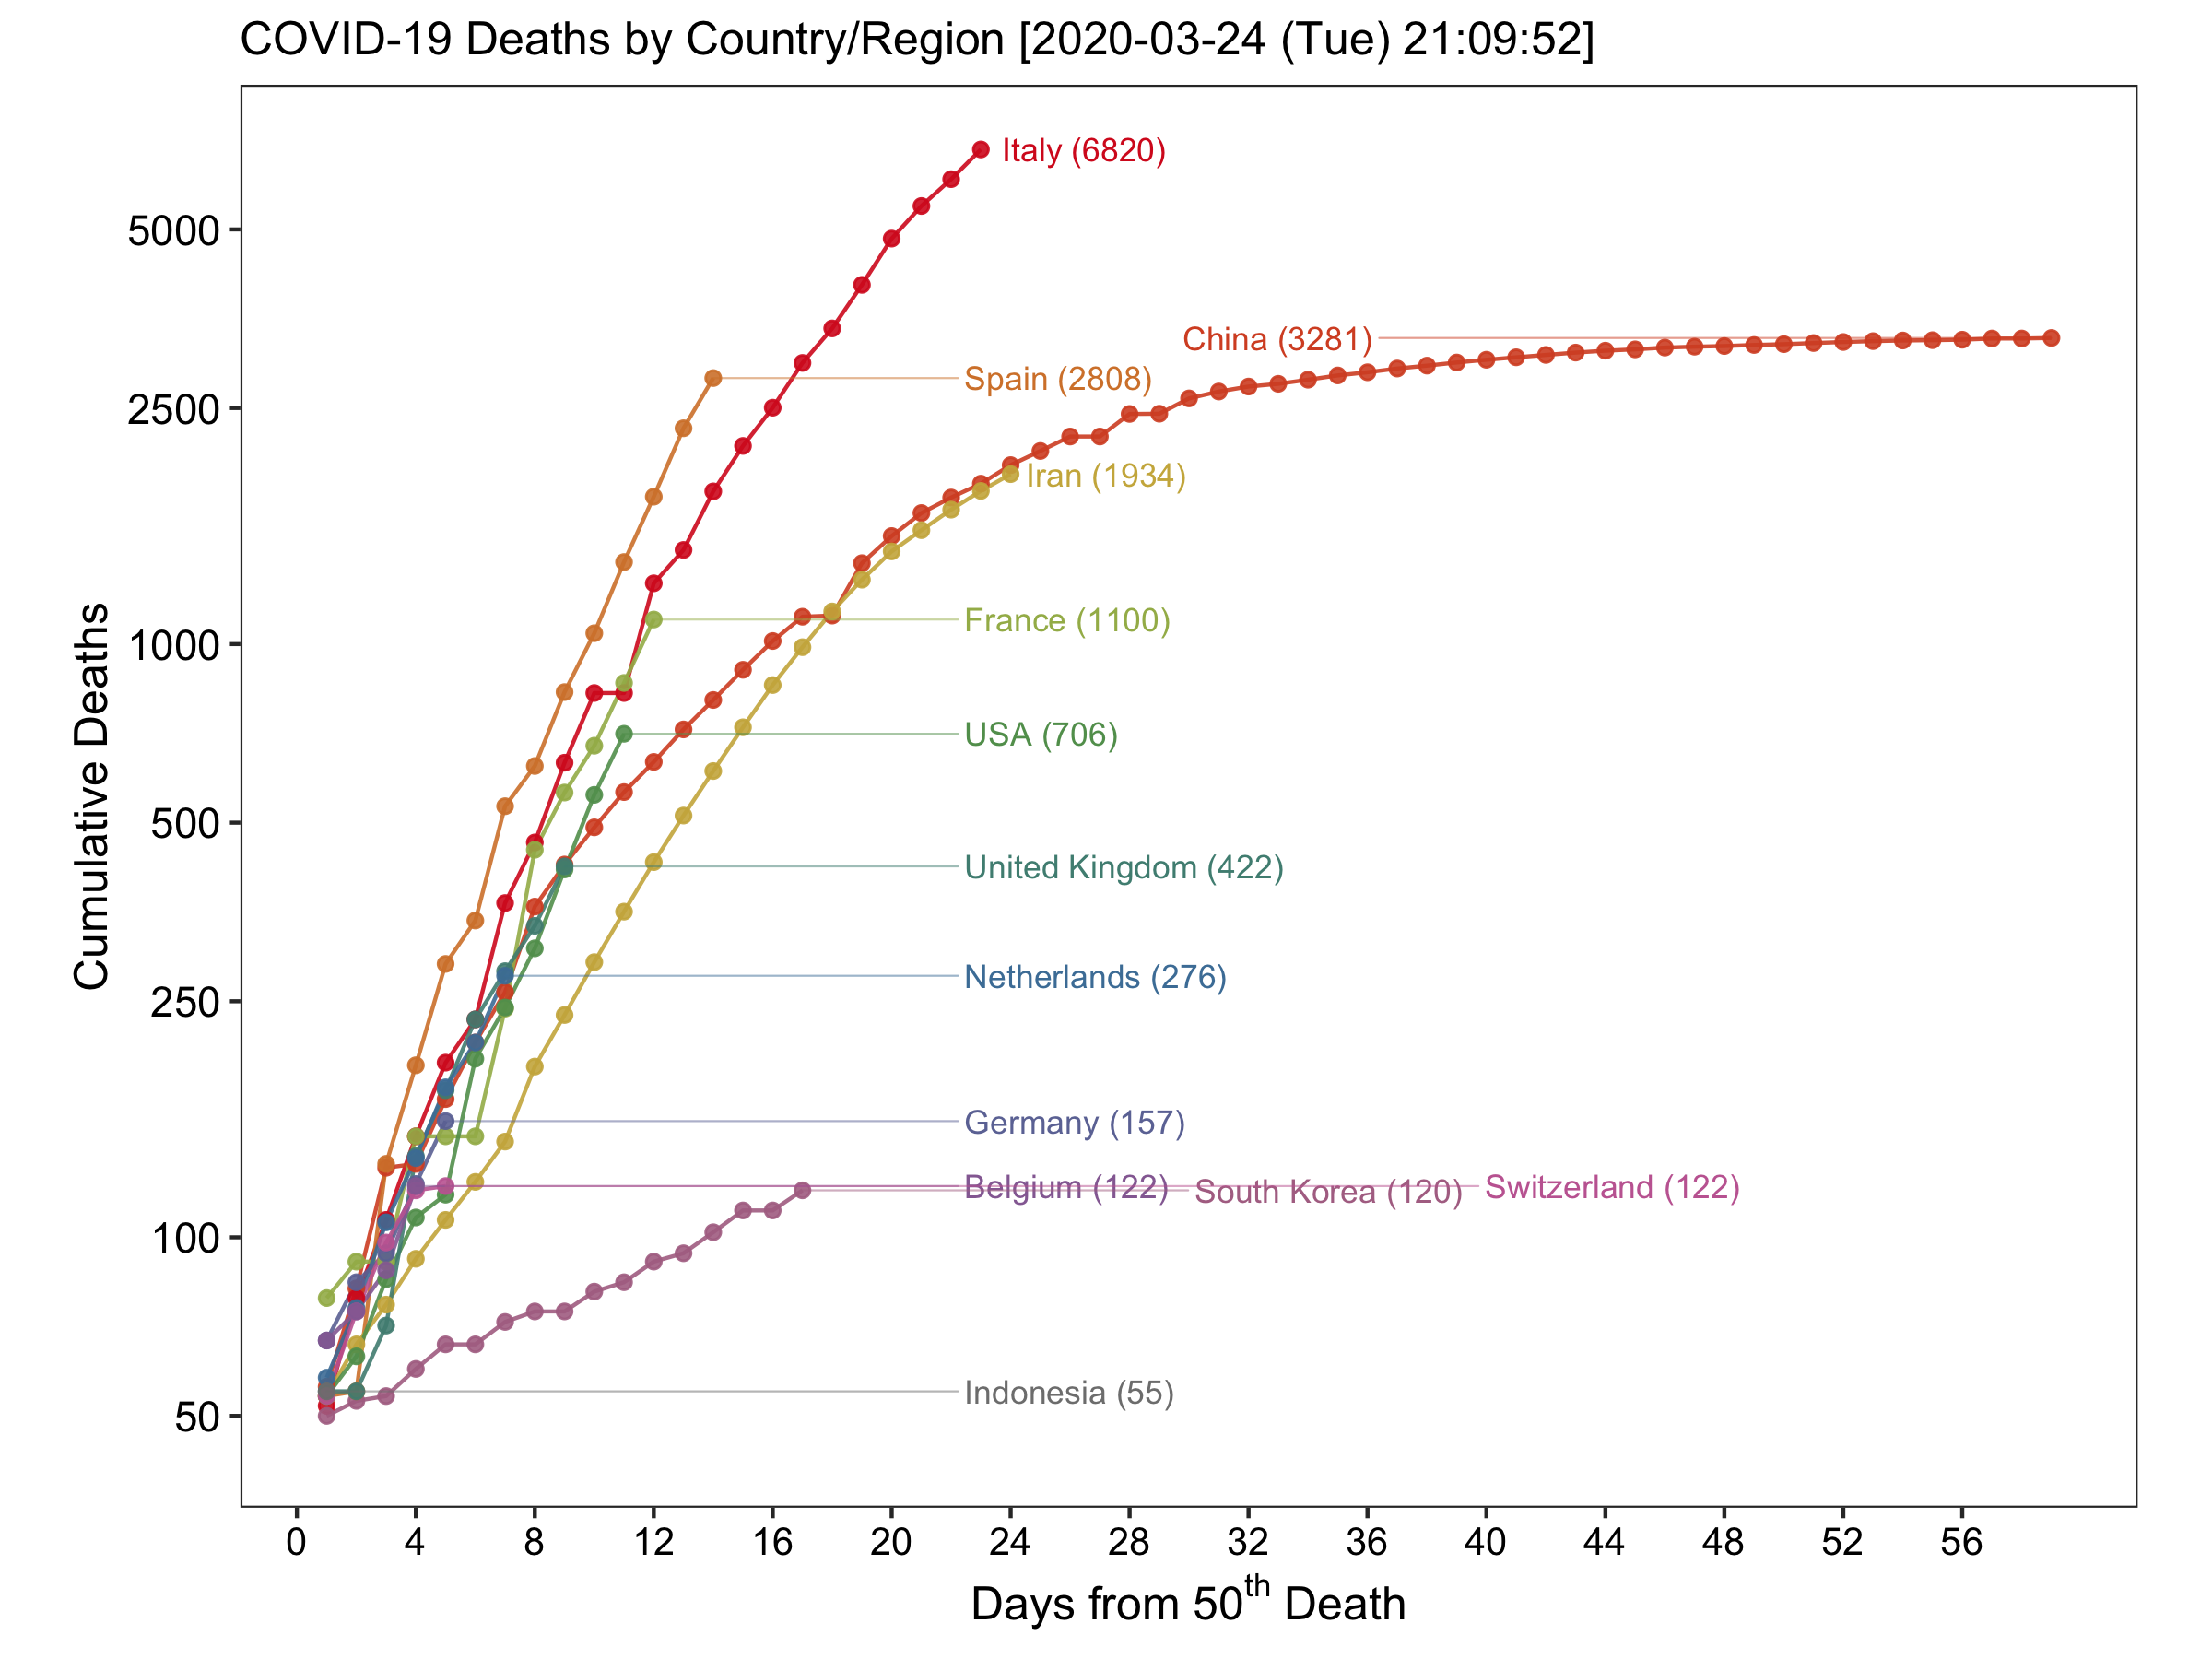 COVID-19 Deaths by Country/Region [2020-03-24 (Tue) 21:09:52]
Cumulative Deaths
5000
2500
1000
500
250
100
50
Italy (6820)
China (3281)
Spain (2808)
Iran (1934)
France (1100)
USA (706)
United Kingdom (422)
Netherlands (276)
Germany (157)
Belgium (122) South Korea (120) Switzerland (122)
Indonesia (55)
0 4 8 12 16 20 24 28 32 36 40 44 48 52 56
Days from 50th Death